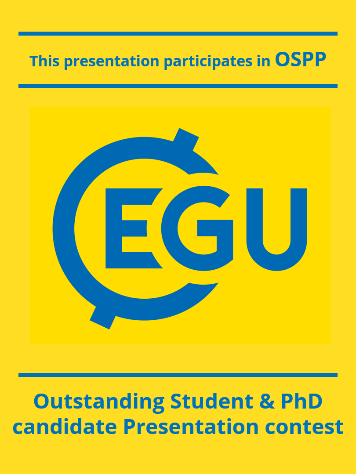 This presentation participates in OSPP
EGU
Outstanding Student & PhD
candidate Presentation contest